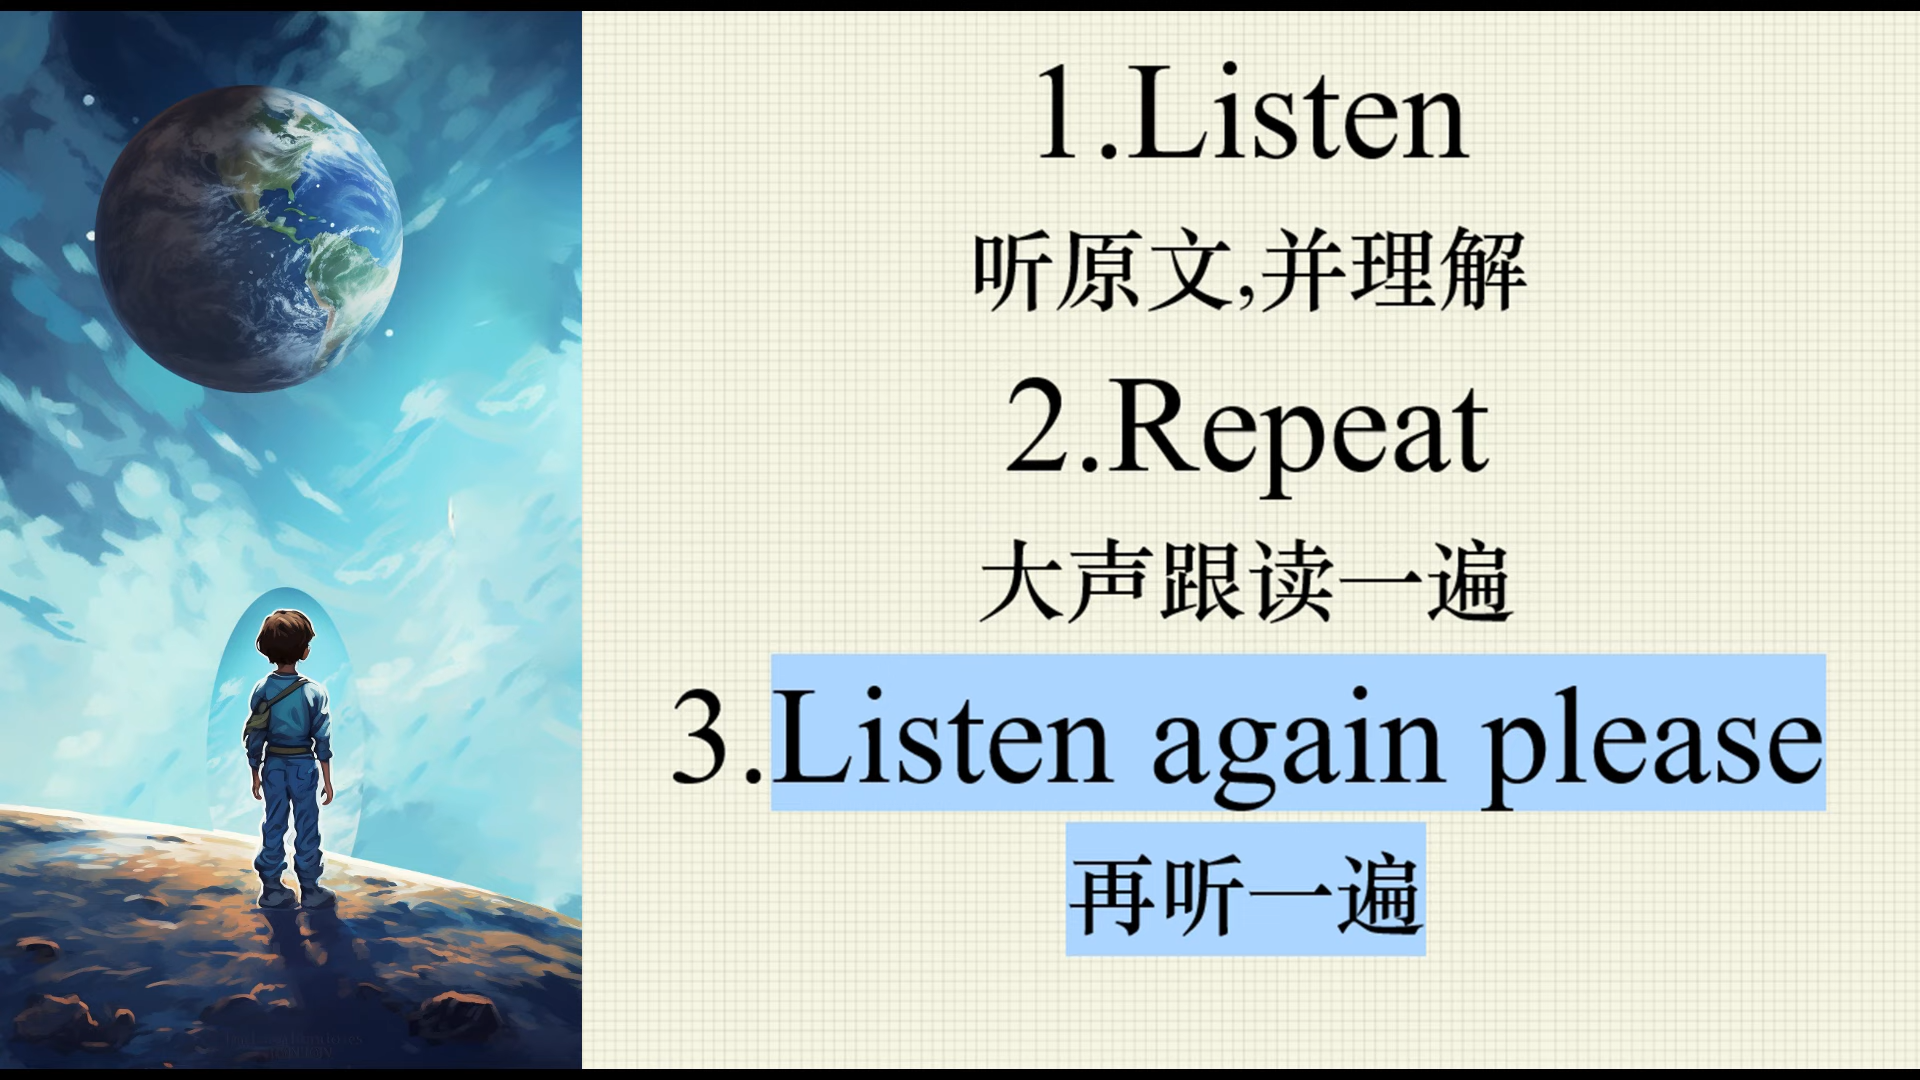 1.Listen
听原文,并理解
2.Repeat
大声跟读一遍
3.Listen again please
再听一遍